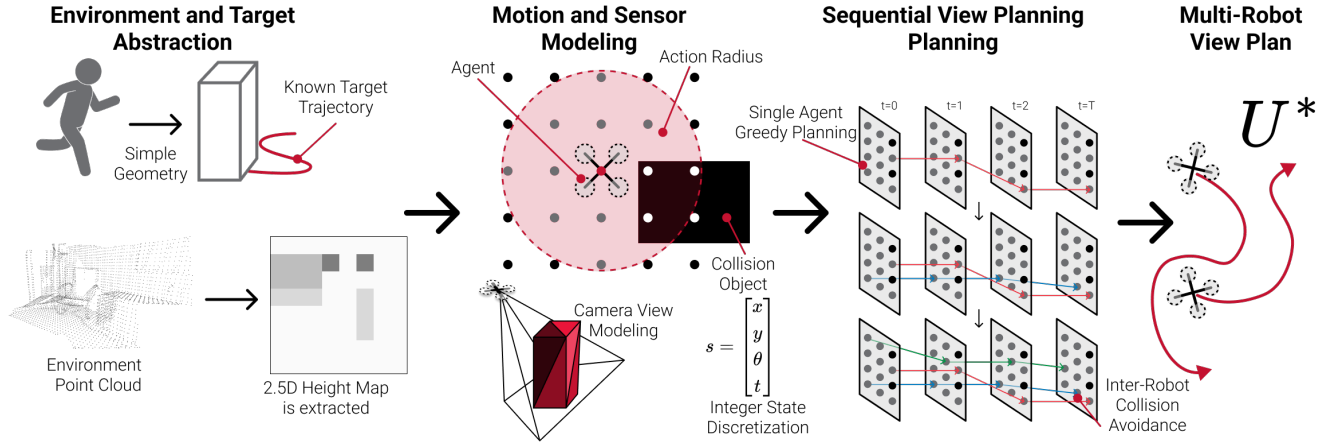 Environment and Target
Abstraction
Known Target
Trajectory
Simple
Geometry
Environment
Point Cloud
2.5D Height Map
is extracted
Motion and Sensor
Modeling
Agent
Action Radius
Collision
Object
Camera View
Modeling
s = [x y θ t]
Integer State
Discretization
Sequential View Planning
Planning
Single Agent
Greedy Planning
t=0 t=1 t=2 t=T
Inter-Robot
Collision
Avoidance
Multi-Robot
View Plan
U*